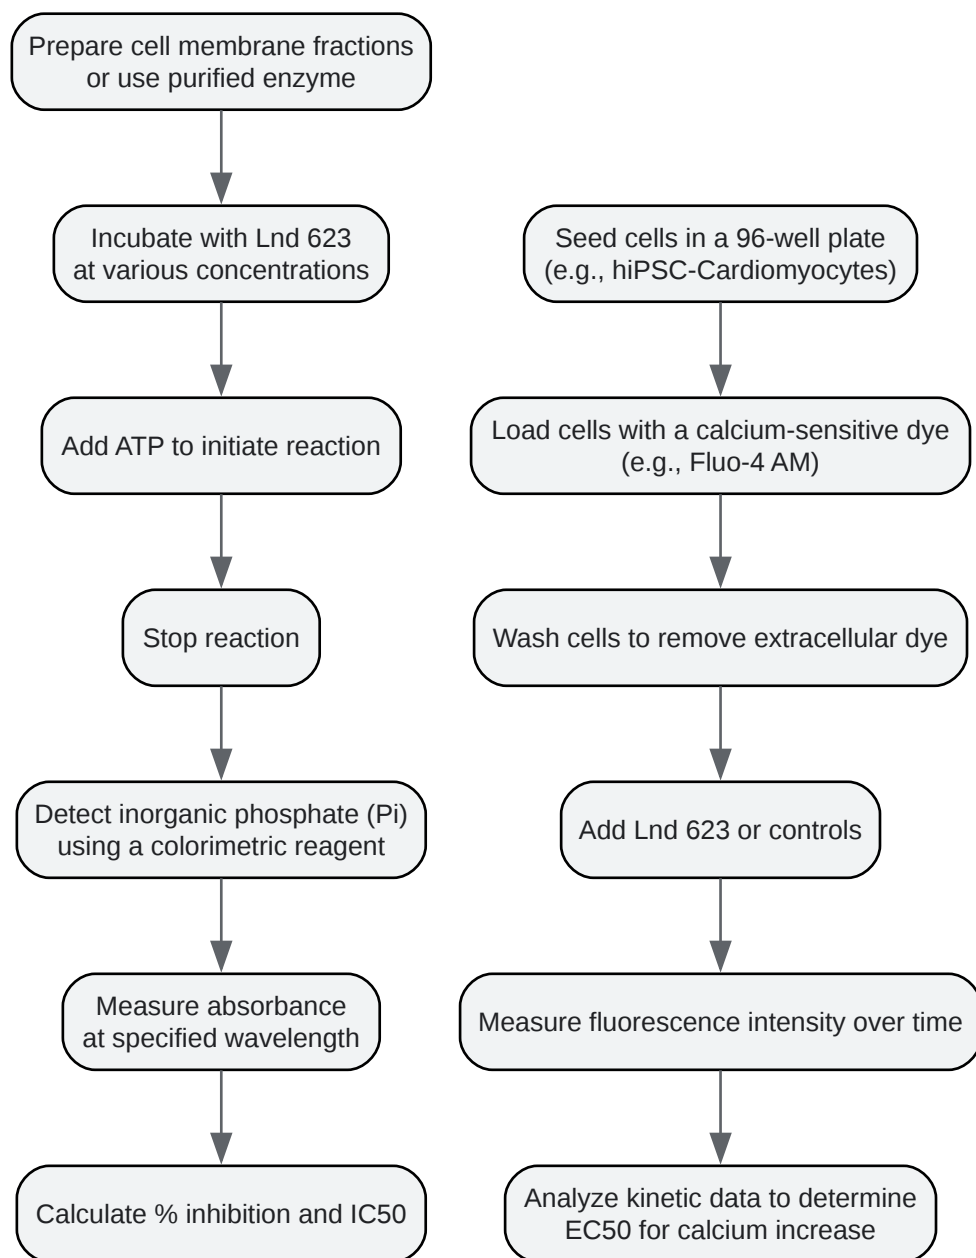 Prepare cell membrane fractions
or use purified enzyme
Incubate with Lnd 623
at various concentrations
Add ATP to initiate reaction
Stop reaction
Detect inorganic phosphate (Pi)
using a colorimetric reagent
Measure absorbance
at specified wavelength
Calculate % inhibition and IC50
Seed cells in a 96-well plate
(e.g., hiPSC-Cardiomyocytes)
Load cells with a calcium-sensitive dye
(e.g., Fluo-4 AM)
Wash cells to remove extracellular dye
Add Lnd 623 or controls
Measure fluorescence intensity over time
Analyze kinetic data to determine
EC50 for calcium increase